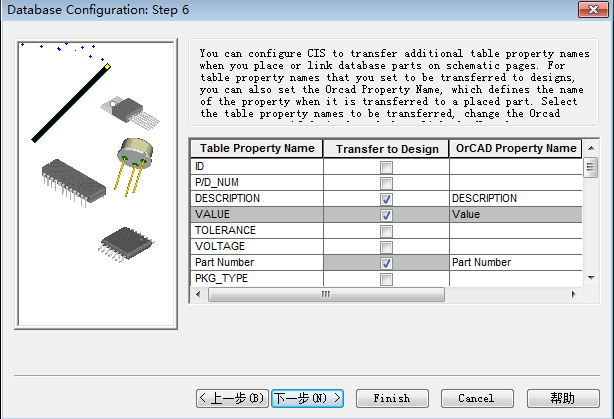 Database Configuration: Step 6
You can configure CIS to transfer additional table property names
when you place or link database parts on schematic pages. For
table property names that you set to be transferred to designs,
you can also set the Orcad Property Name, which defines the name
of the property when it is transferred to a placed part. Select
the table properties to be transferred, change the Orcad
Table Property Name Transfer to Design OrCAD Property Name
ID
P/D_NUM
DESCRIPTION DESCRIPTION
VALUE Value
TOLERANCE
VOLTAGE
Part Number Part Number
PKG_TYPE
< 上一步(B) 下一步(N) > Finish Cancel 帮助